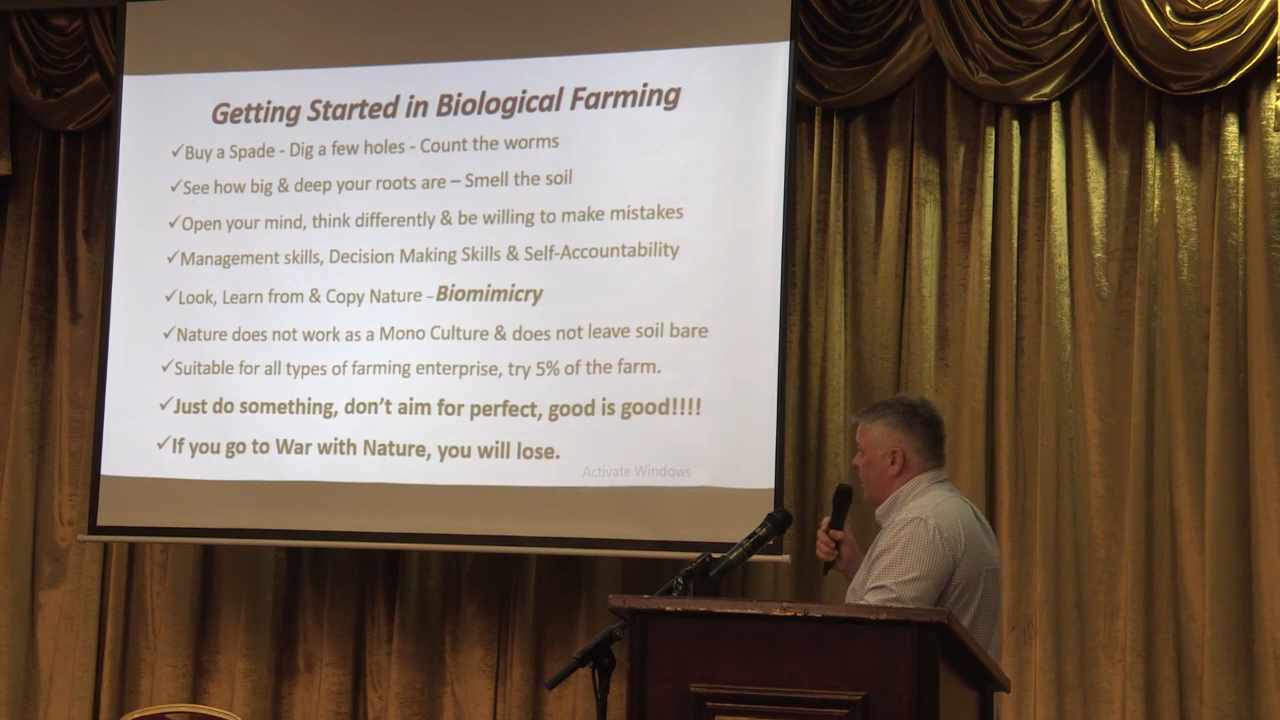 Getting Started in Biological Farming
✓Buy a Spade - Dig a few holes - Count the worms
✓See how big & deep your roots are – Smell the soil
✓Open your mind, think differently & be willing to make mistakes
✓Management skills, Decision Making Skills & Self-Accountability
✓Look, Learn from & Copy Nature – Biomimicry
✓Nature does not work as a Mono Culture & does not leave soil bare
✓Suitable for all types of farming enterprise, try 5% of the farm.
✓Just do something, don’t aim for perfect, good is good!!!!
✓If you go to War with Nature, you will lose.
Activate Windows